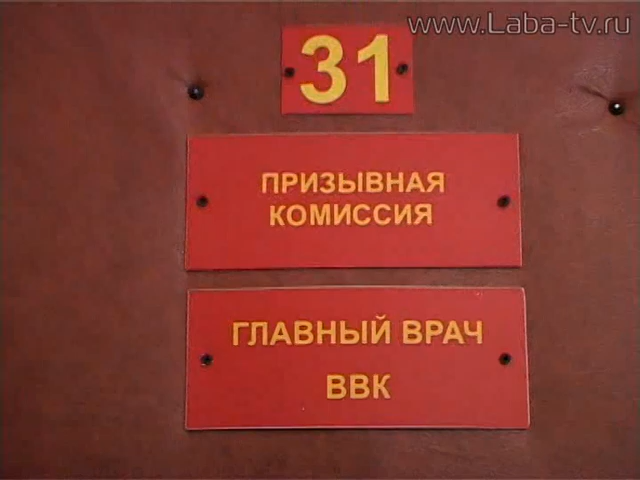 www.Laba-tv.ru
31
ПРИЗЫВНАЯ
КОМИССИЯ
ГЛАВНЫЙ ВРАЧ
ВВК